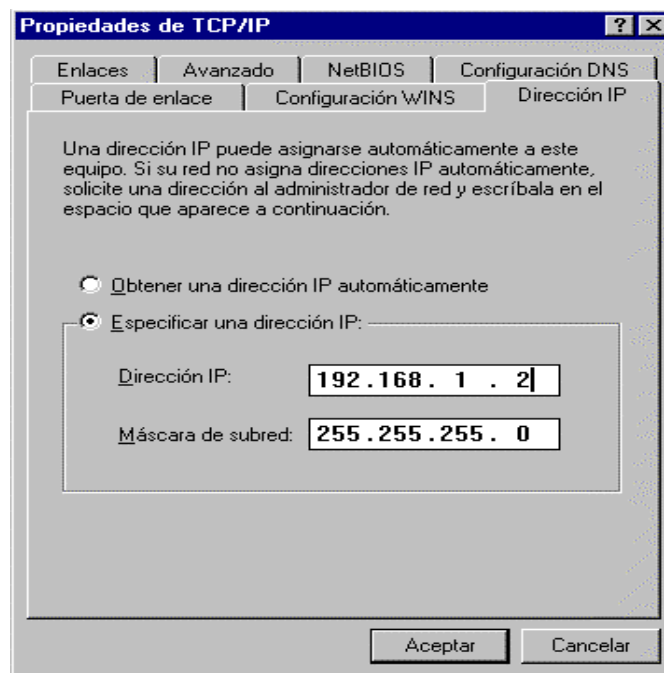 Propiedades de TCP/IP
Enlaces Avanzado NetBIOS Configuración DNS
Puerta de enlace Configuración WINS Dirección IP
Una dirección IP puede asignarse automáticamente a este
equipo. Si su red no asigna direcciones IP automáticamente,
solicite una dirección al administrador de red y escríbala en el
espacio que aparece a continuación.
Obtener una dirección IP automáticamente
Especificar una dirección IP:
Dirección IP: 192.168. 1 . 2
Máscara de subred: 255.255.255. 0
Aceptar Cancelar